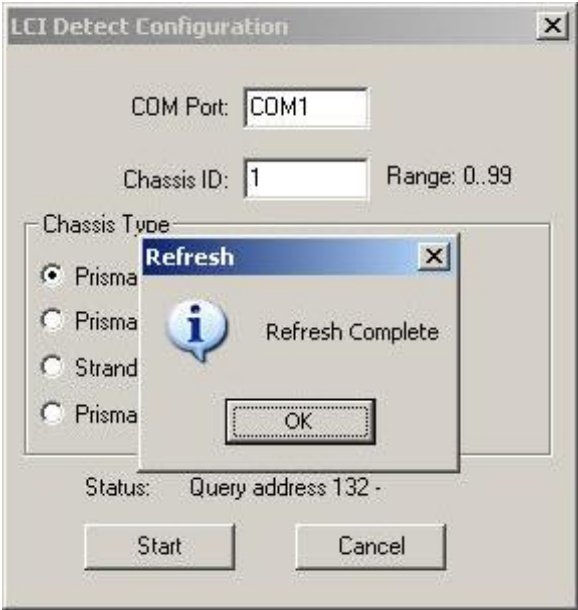 LCI Detect Configuration
COM Port: COM1
Chassis ID: 1 Range: 0..99
Chassis Type
Refresh
Prisma
Prisma
Refresh Complete
Strand
Prisma
OK
Status: Query address 132 -
Start Cancel